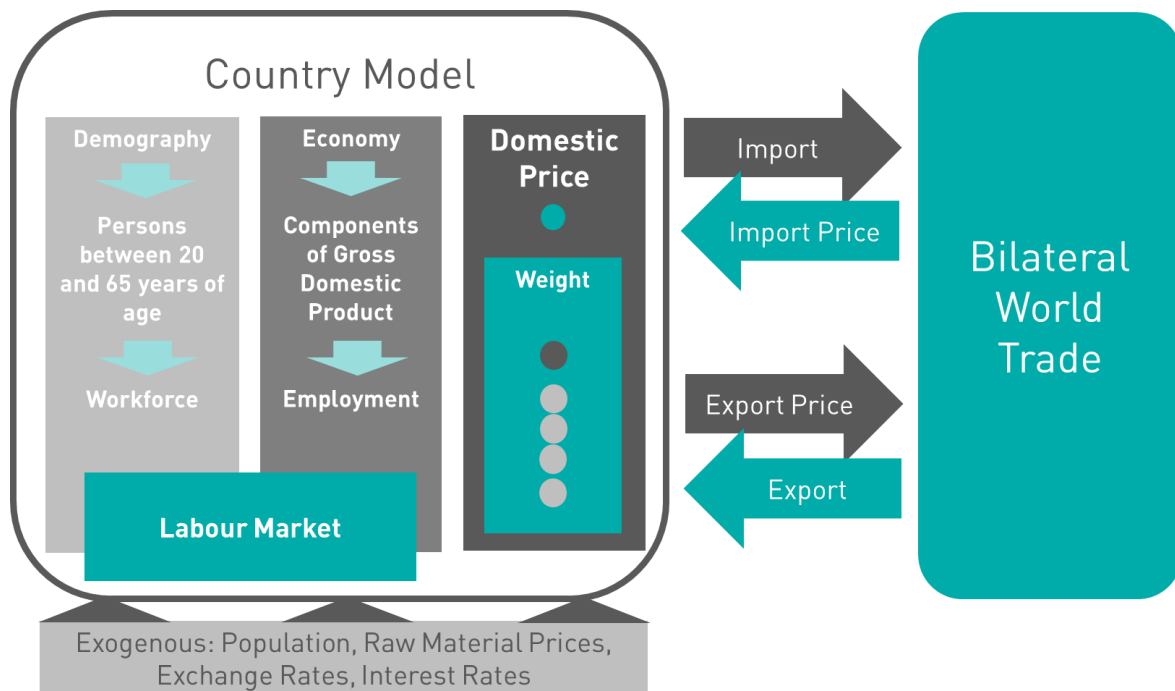 Country Model
Demography
Persons
between 20
and 65 years of
age
Workforce
Economy
Components
of Gross
Domestic
Product
Employment
Labour Market
Domestic
Price
Weight
Import
Import Price
Export Price
Export
Bilateral
World
Trade
Exogenous: Population, Raw Material Prices,
Exchange Rates, Interest Rates